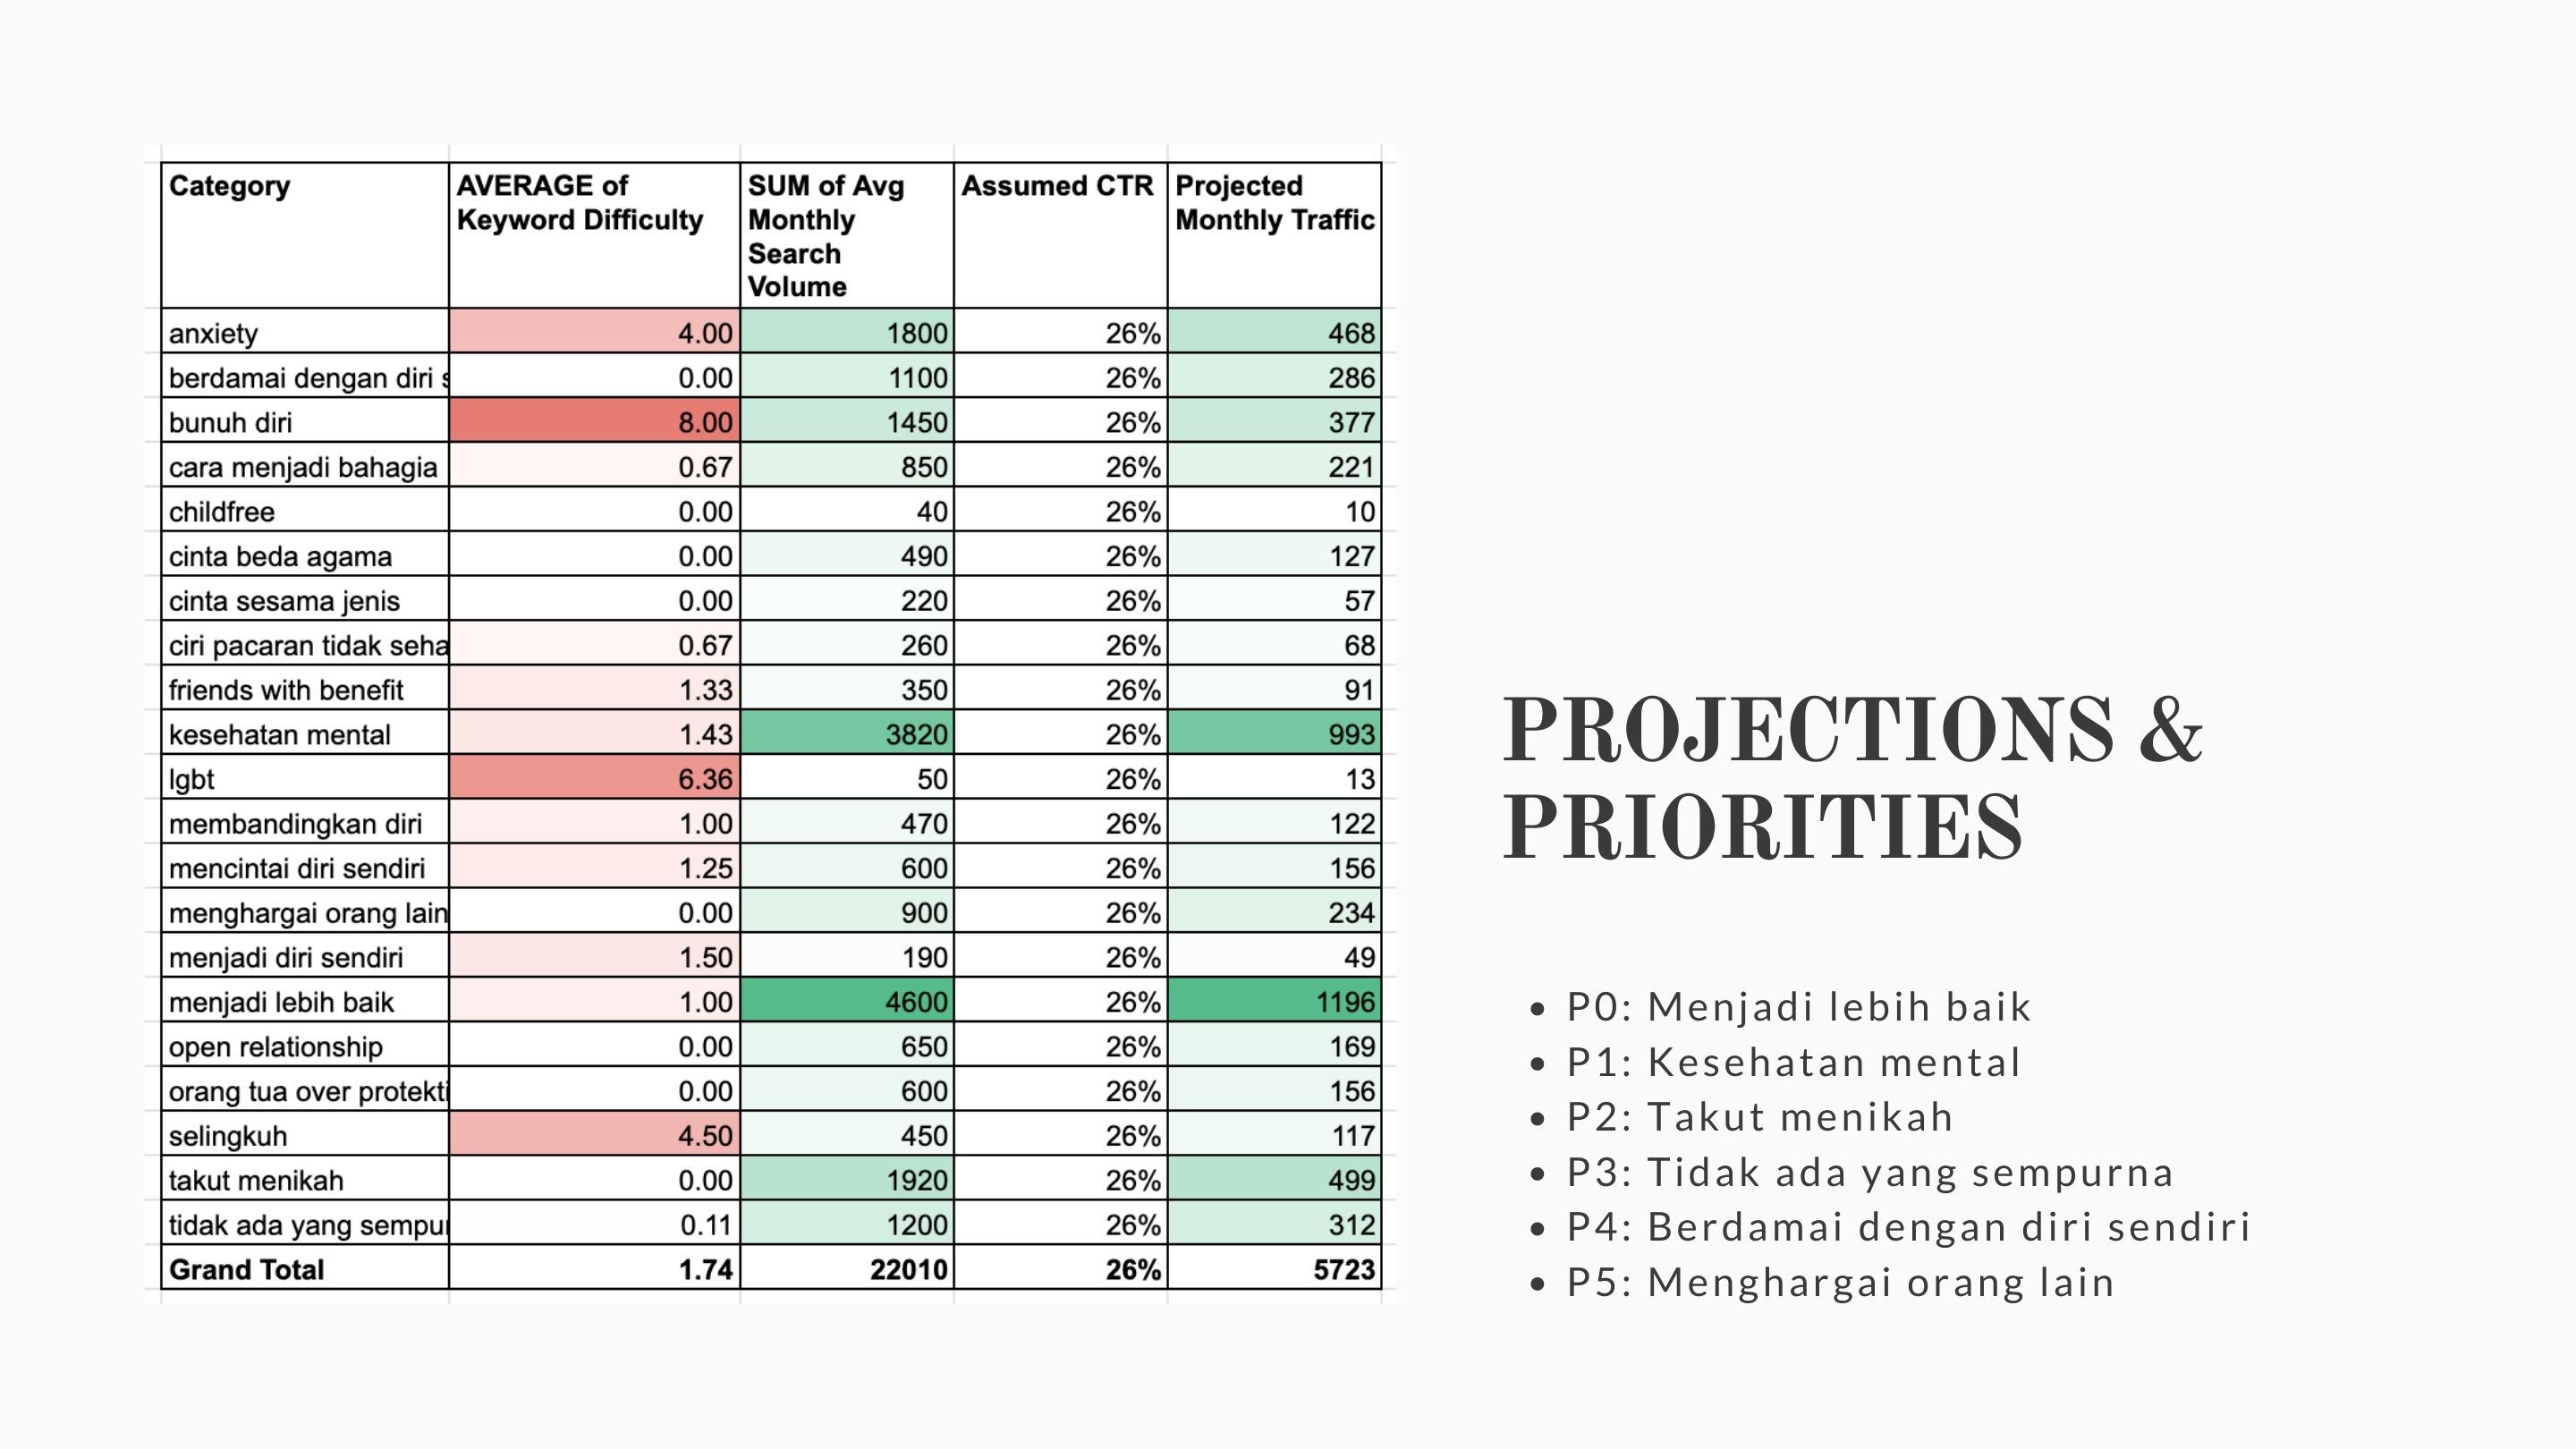 Category AVERAGE of Keyword Difficulty SUM of Avg Monthly Search Volume Assumed CTR Projected Monthly Traffic
anxiety 4.00 1800 26% 468
berdamai dengan diri s 0.00 1100 26% 286
bunuh diri 8.00 1450 26% 377
cara menjadi bahagia 0.67 850 26% 221
childfree 0.00 40 26% 10
cinta beda agama 0.00 490 26% 127
cinta sesama jenis 0.00 220 26% 57
ciri pacaran tidak seha 0.67 260 26% 68
friends with benefit 1.33 350 26% 91
kesehatan mental 1.43 3820 26% 993
lgbt 6.36 50 26% 13
membandingkan diri 1.00 470 26% 122
mencintai diri sendiri 1.25 600 26% 156
menghargai orang lain 0.00 900 26% 234
menjadi diri sendiri 1.50 190 26% 49
menjadi lebih baik 1.00 4600 26% 1196
open relationship 0.00 650 26% 169
orang tua over protekti 0.00 600 26% 156
selingkuh 4.50 450 26% 117
takut menikah 0.00 1920 26% 499
tidak ada yang sempur 0.11 1200 26% 312
Grand Total 1.74 22010 26% 5723
PROJECTIONS &
PRIORITIES
• P0: Menjadi lebih baik
• P1: Kesehatan mental
• P2: Takut menikah
• P3: Tidak ada yang sempurna
• P4: Berdamai dengan diri sendiri
• P5: Menghargai orang lain